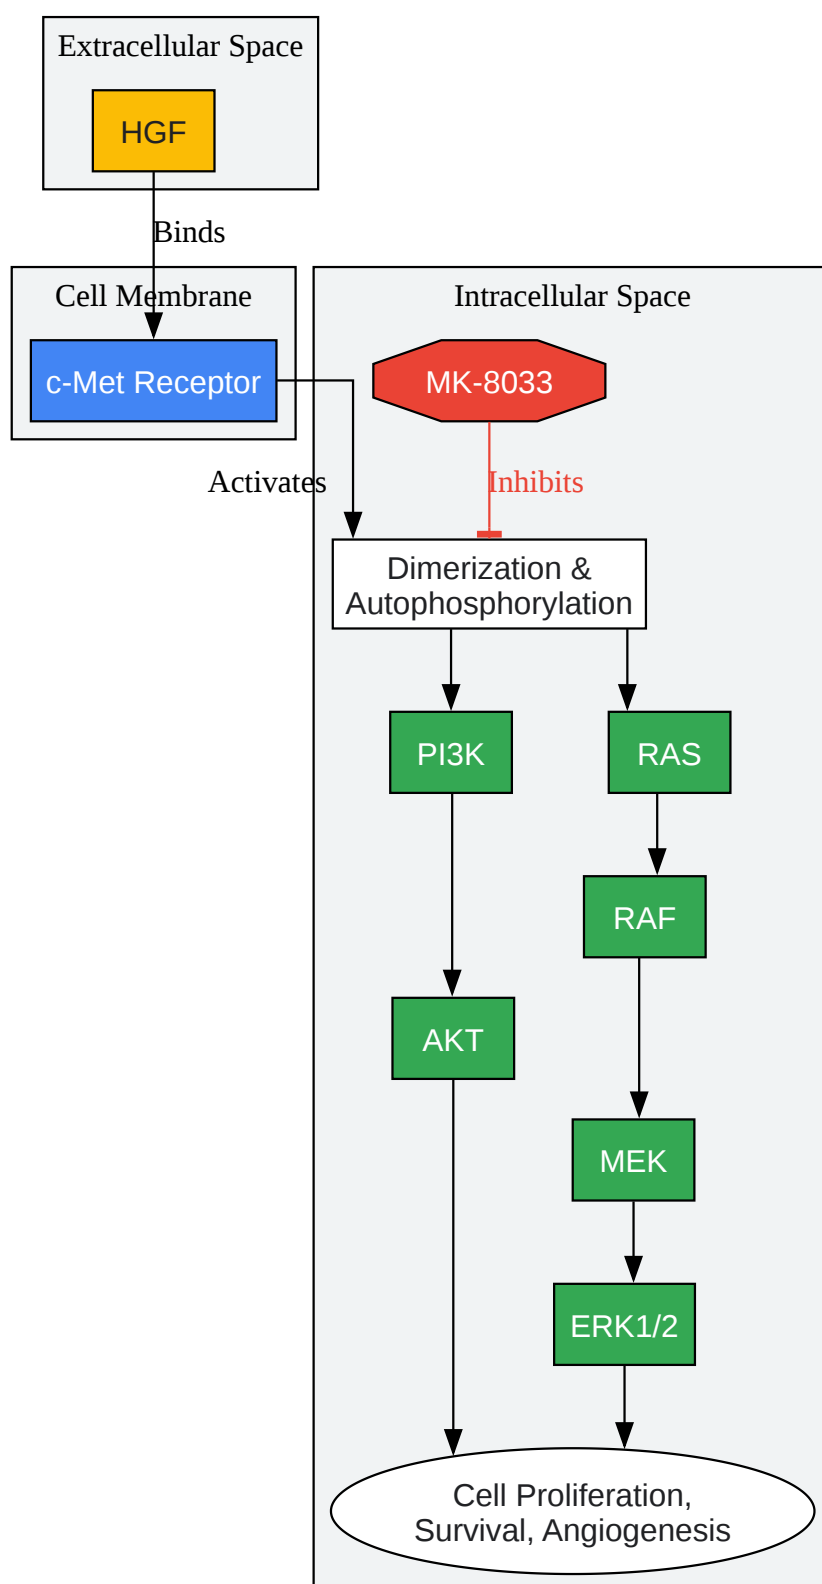 Extracellular Space
HGF
Binds
Cell Membrane
c-Met Receptor
Intracellular Space
MK-8033
Activates
Inhibits
Dimerization &
Autophosphorylation
PI3K
RAS
RAF
AKT
MEK
ERK1/2
Cell Proliferation,
Survival, Angiogenesis